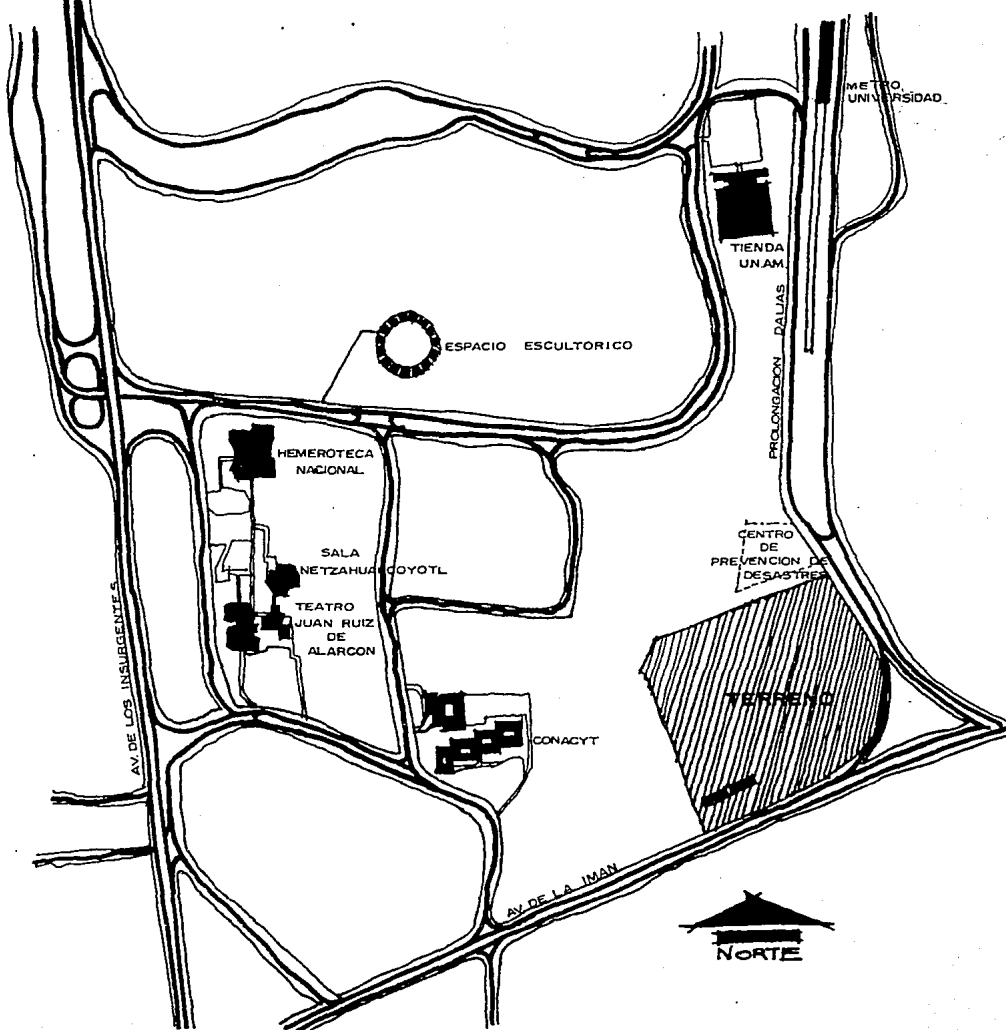 METRO
UNIVERSIDAD
TIENDA
U.N.AM.
PROLONGACION DALIAS
ESPACIO ESCULTORICO
HEMEROTECA
NACIONAL
SALA
NETZAHUALCOYOTL
TEATRO
JUAN RUIZ
DE
ALARCON
CENTRO
DE
PREVENCION DE
DESASTRES
AV. DE LOS INSURGENTES
TERRENO
CONACYT
AV. DE LA IMAN
NORTE